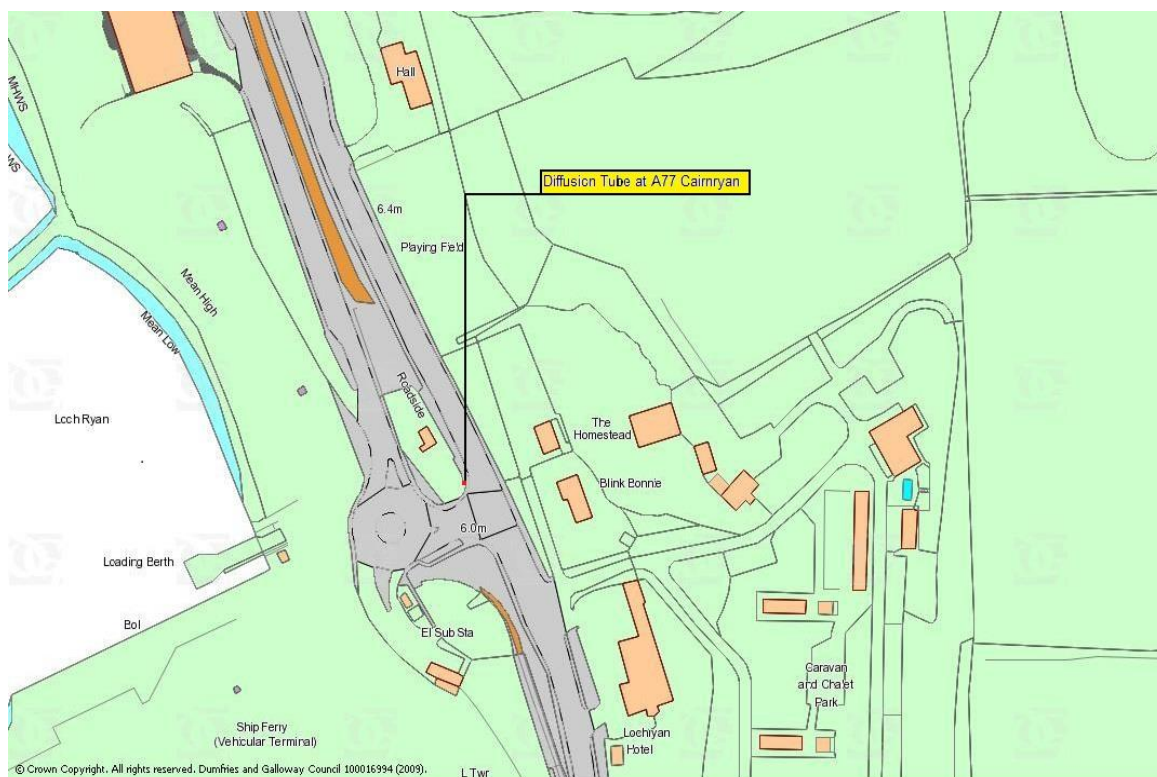 Hall
MHWS
WS
Diffusion Tube at A77 Cairnryan
6.4m
Playing Field
Mean High
Mean Low
Roadside
Loch Ryan
The
Homestead
Blink Bonnie
6.0m
Loading Berth
Bol
El Sub Sta
Caravan
and Chalet
Park
Ship Ferry
(Vehicular Terminal)
Lochryan
Hotel
L Twr
© Crown Copyright. All rights reserved. Dumfries and Galloway Council 100016994 (2009).